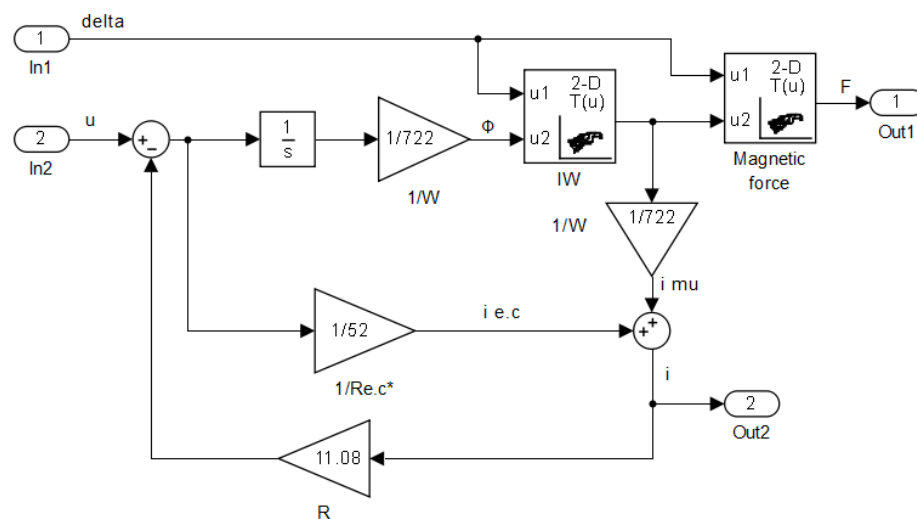 delta
1
In1
u1
2-D
T(u)
u2
u1
2-D
T(u)
u2
F
1
Out1
u
2
In2
+
−
1
s
1/722
Φ
1/W
IW
Magnetic
force
1/W
1/722
i mu
1/52
i e.c
+
+
1/Re.c*
i
2
Out2
11.08
R